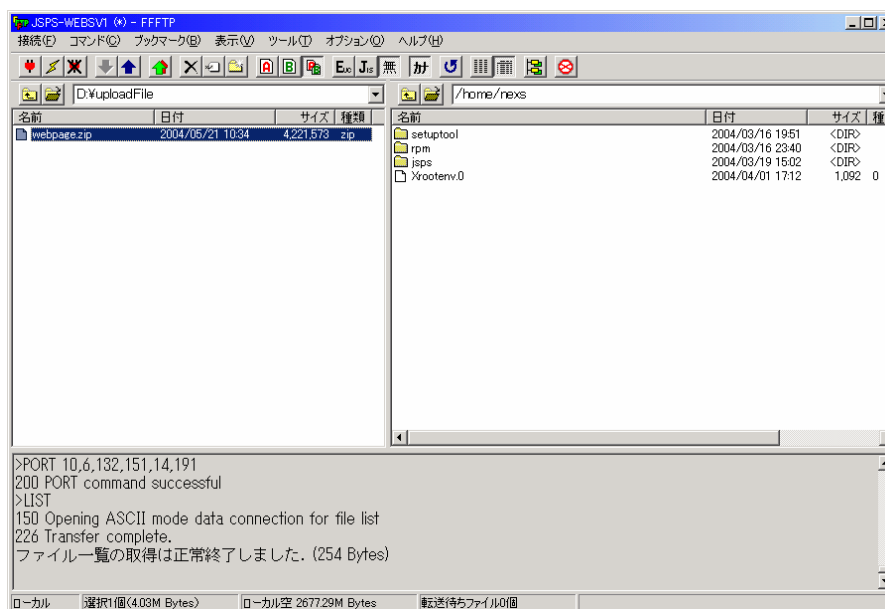 JSPS-WEBSV1 (*) - FFFTP
接続(F) コマンド(C) ブックマーク(B) 表示(V) ツール(T) オプション(O) ヘルプ(H)
A B Euc JIS 無 カナ
D:¥uploadFile /home/nexs
名前 日付 サイズ 種類 名前 日付 サイズ 種
webpage.zip 2004/05/21 10:34 4,221,573 zip setuptool 2004/03/16 19:51 <DIR>
rpm 2004/03/16 23:40 <DIR>
jsps 2004/03/19 15:02 <DIR>
Xrootenv.0 2004/04/01 17:12 1,092 0
>PORT 10,6,132,151,14,191
200 PORT command successful
>LIST
150 Opening ASCII mode data connection for file list
226 Transfer complete.
ファイル一覧の取得は正常終了しました. (254 Bytes)
ローカル 選択1個(4.03M Bytes) ローカル空 2677.29M Bytes 転送待ちファイル0個